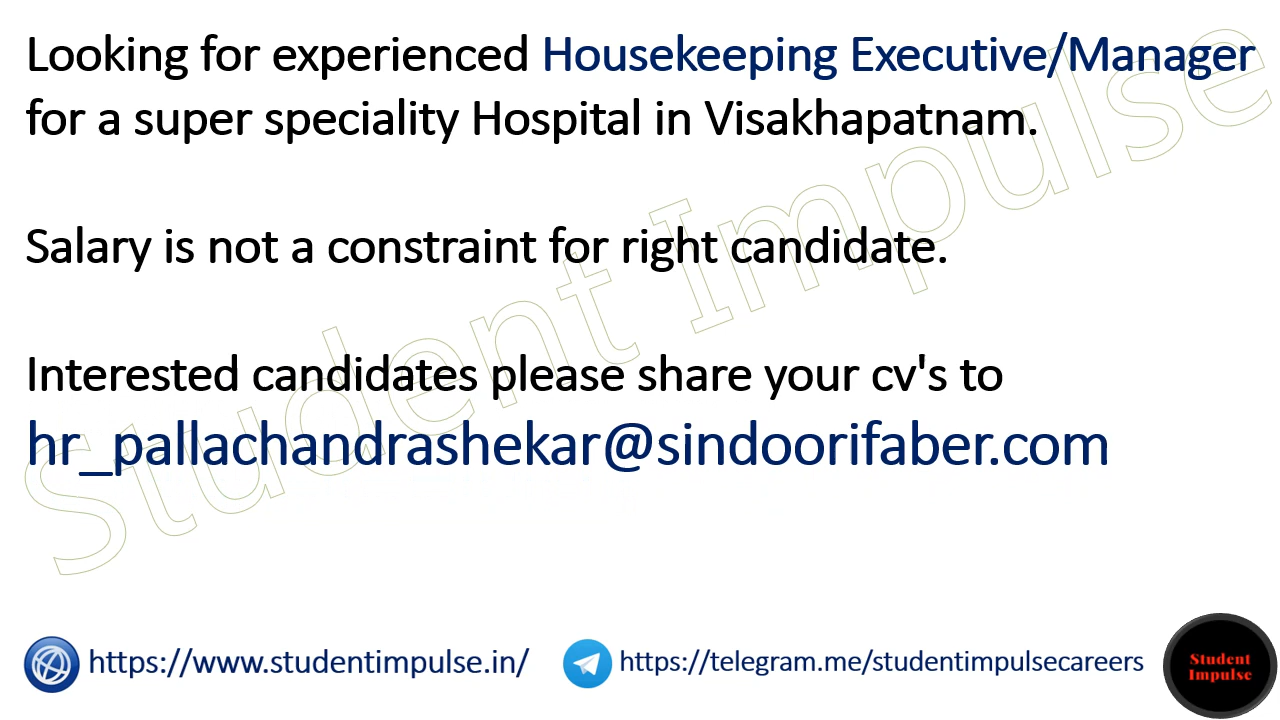 Looking for experienced Housekeeping Executive/Manager
for a super speciality Hospital in Visakhapatnam.
Salary is not a constraint for right candidate.
Interested candidates please share your cv's to
hr_pallachandrashekar@sindoorifaber.com
Student Impulse
https://www.studentimpulse.in/
https://telegram.me/studentimpulsecareers
Student
Impulse